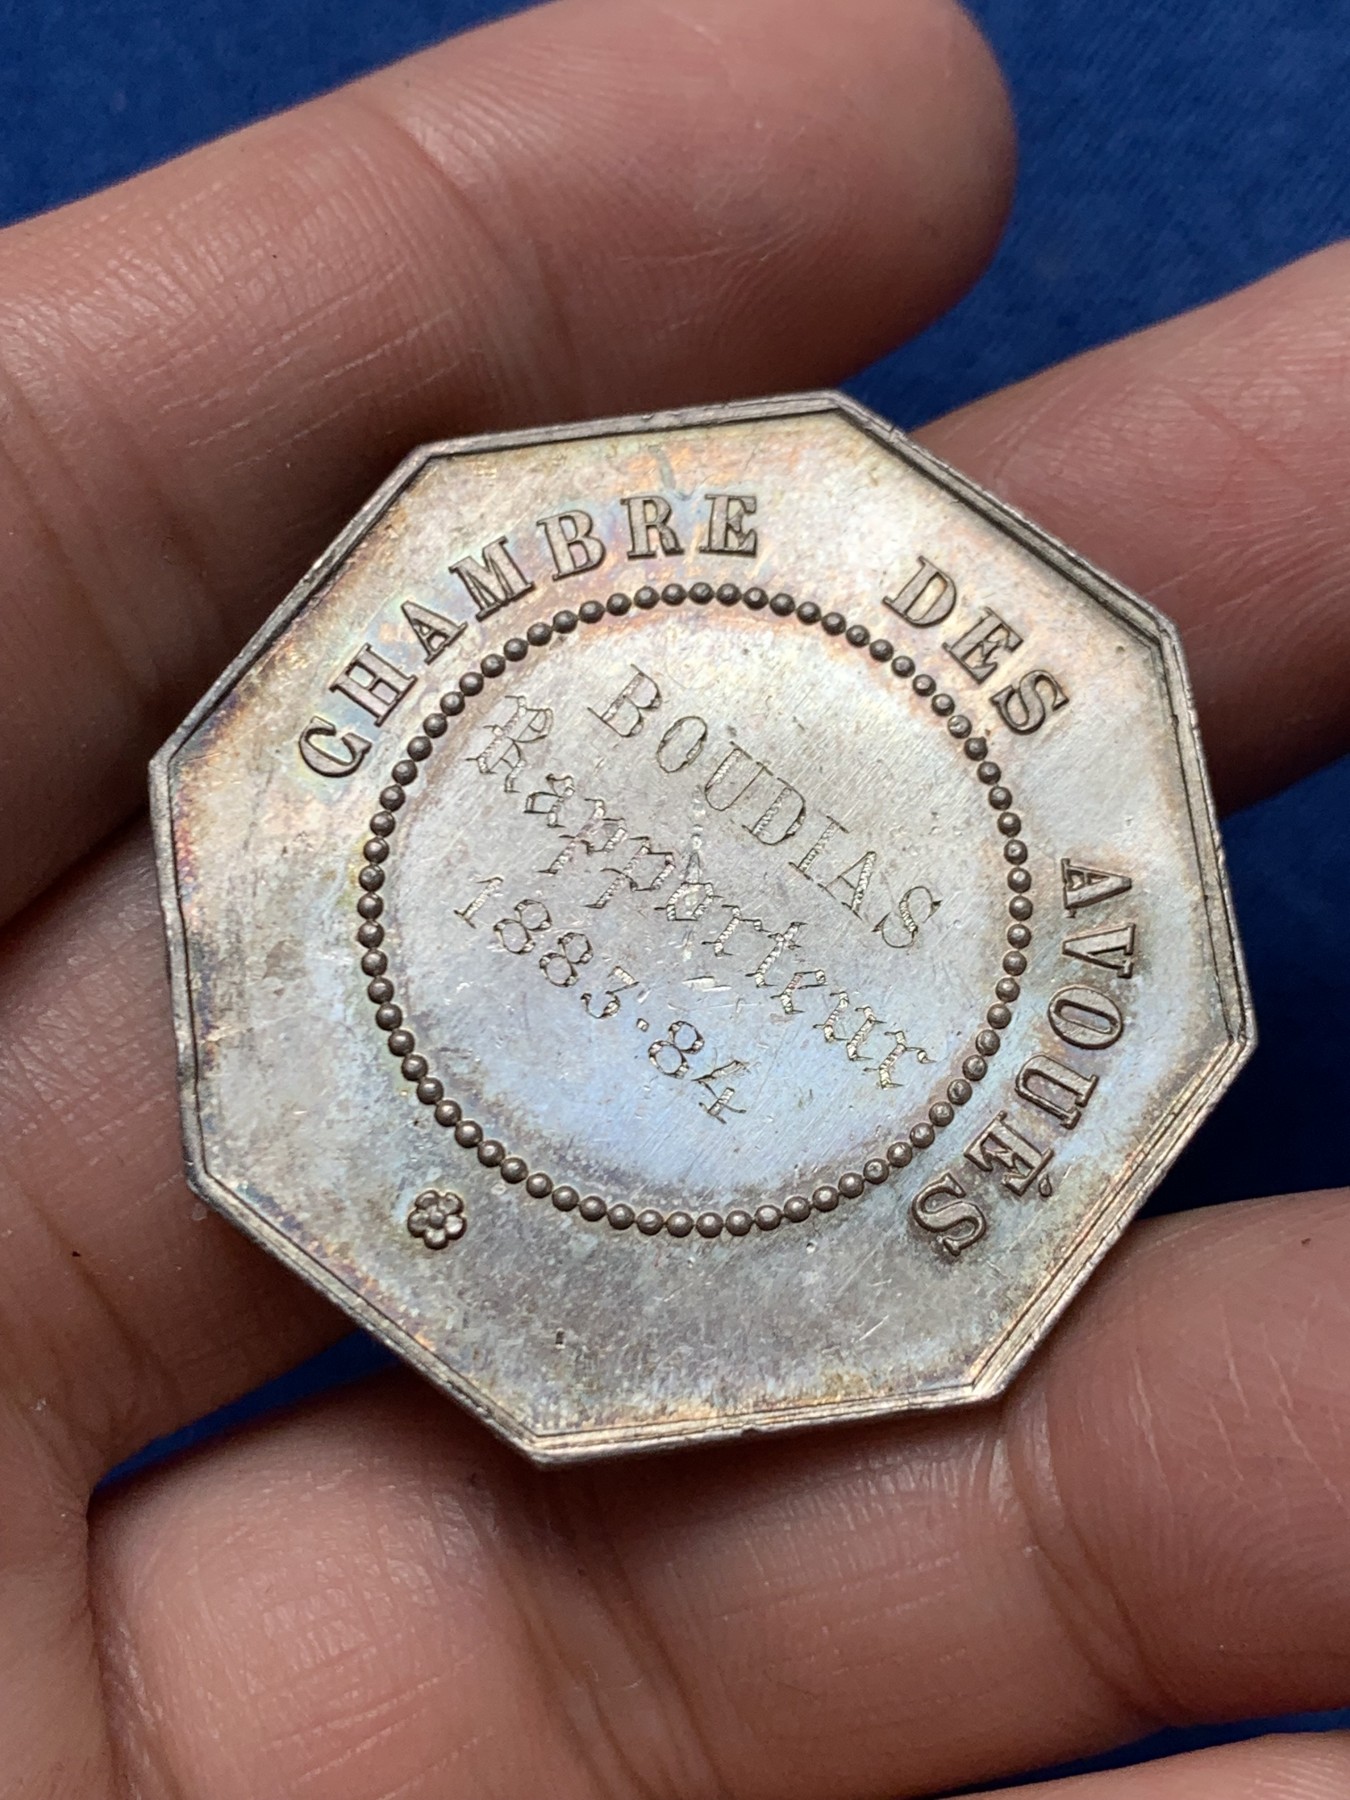 CHAMBRE DES AVOUÉS
BOUDIAS
Rapporteur
1883·84